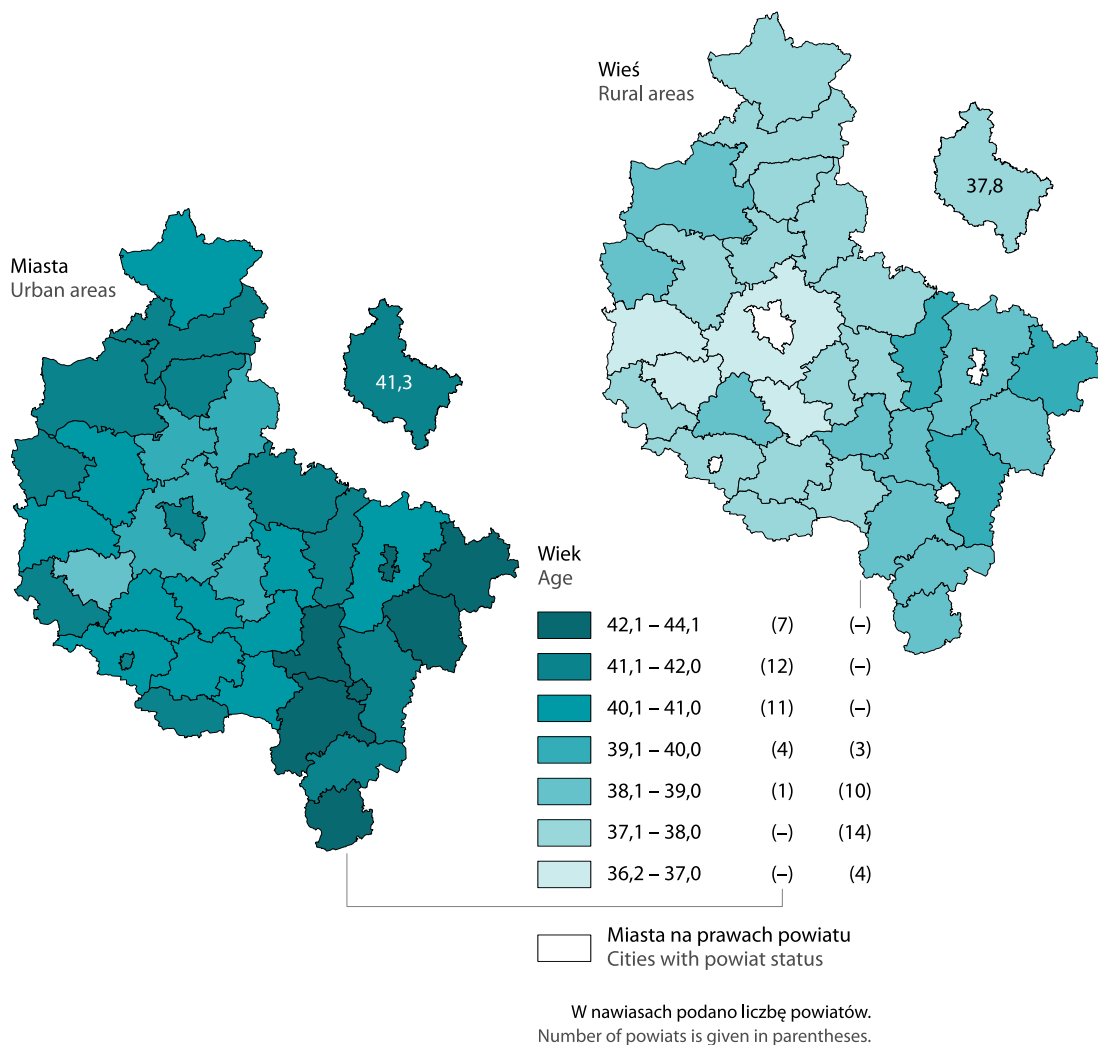 Wieś
Rural areas
37,8
Miasta
Urban areas
41,3
Wiek
Age
42,1 – 44,1 (7) (–)
41,1 – 42,0 (12) (–)
40,1 – 41,0 (11) (–)
39,1 – 40,0 (4) (3)
38,1 – 39,0 (1) (10)
37,1 – 38,0 (–) (14)
36,2 – 37,0 (–) (4)
Miasta na prawach powiatu
Cities with powiat status
W nawiasach podano liczbę powiatów.
Number of powiats is given in parentheses.